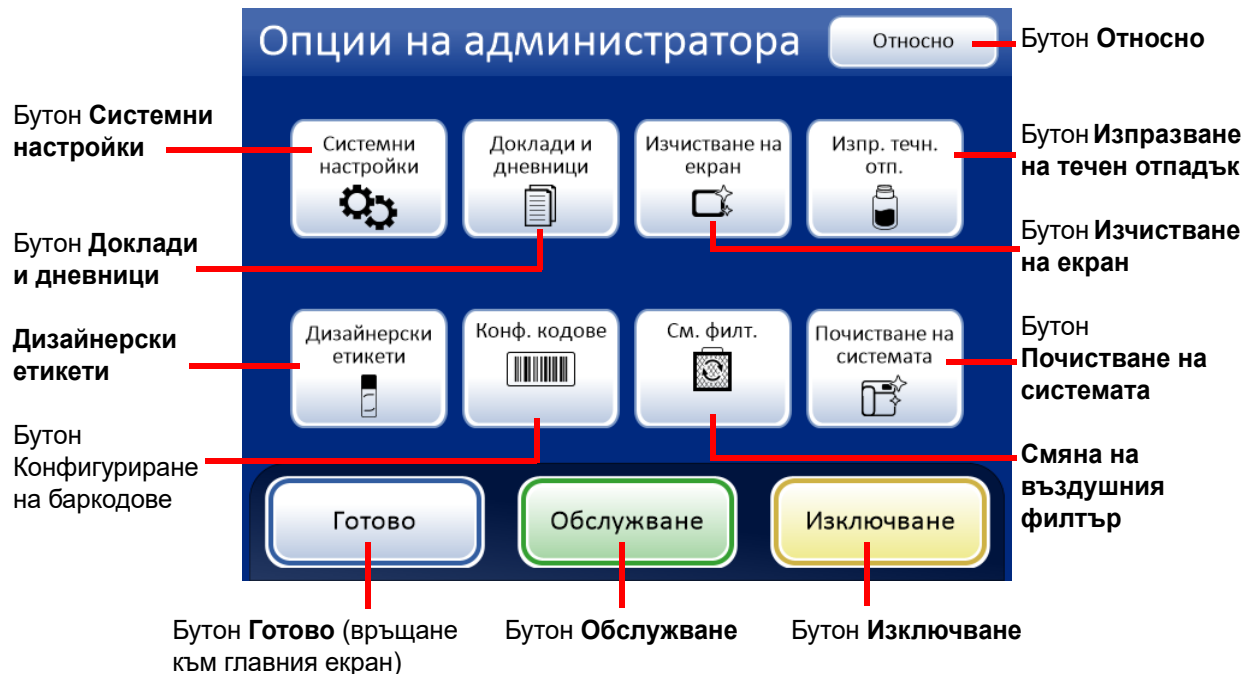 Опции на администратора
Относно
Бутон Относно
Бутон Системни
настройки
Системни
настройки
Доклади и
дневници
Изчистване на
екран
Изпр. течн.
отп.
Бутон Изпразване
на течен отпадък
Бутон Доклади
и дневници
Бутон Изчистване
на екран
Дизайнерски
етикети
Дизайнерски
етикети
Конф. кодове
См. филт.
Почистване на
системата
Бутон
Почистване на
системата
Бутон
Конфигуриране
на баркодове
Смяна на
въздушния
филтър
Готово
Обслужване
Изключване
Бутон Готово (връщане
към главния екран)
Бутон Обслужване
Бутон Изключване